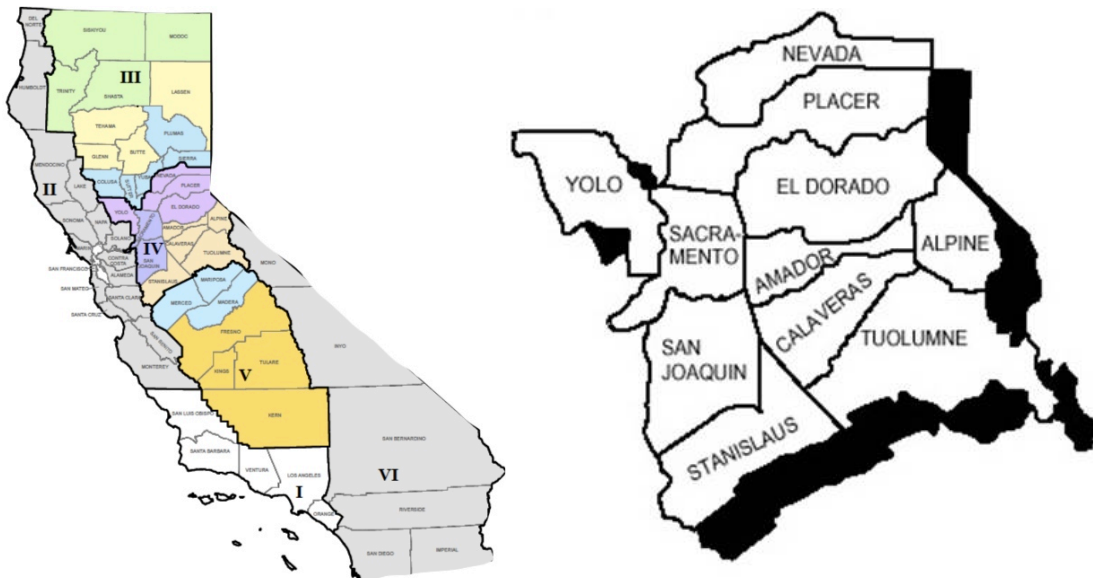 DEL
NORTE
SISKIYOU
MODOC
HUMBOLDT
TRINITY
SHASTA
III
LASSEN
TEHAMA
PLUMAS
GLENN
BUTTE
SIERRA
MENDOCINO
II
LAKE
COLUSA
SUTTER
YUBA
NEVADA
PLACER
SONOMA
NAPA
YOLO
EL DORADO
SOLANO
AMADOR
ALPINE
IV
CALAVERAS
CONTRA
COSTA
SAN
JOAQUIN
TUOLUMNE
SAN FRANCISCO
ALAMEDA
MONO
STANISLAUS
SAN MATEO
SANTA CLARA
MARIPOSA
SANTA CRUZ
MERCED
MADERA
SAN BENITO
FRESNO
MONTEREY
INYO
KINGS
TULARE
V
SAN LUIS OBISPO
KERN
SANTA BARBARA
SAN BERNARDINO
VENTURA
LOS ANGELES
VI
I
ORANGE
RIVERSIDE
SAN DIEGO
IMPERIAL
NEVADA
PLACER
YOLO
EL DORADO
SACRA-
MENTO
ALPINE
AMADOR
CALAVERAS
SAN
JOAQUIN
TUOLUMNE
STANISLAUS